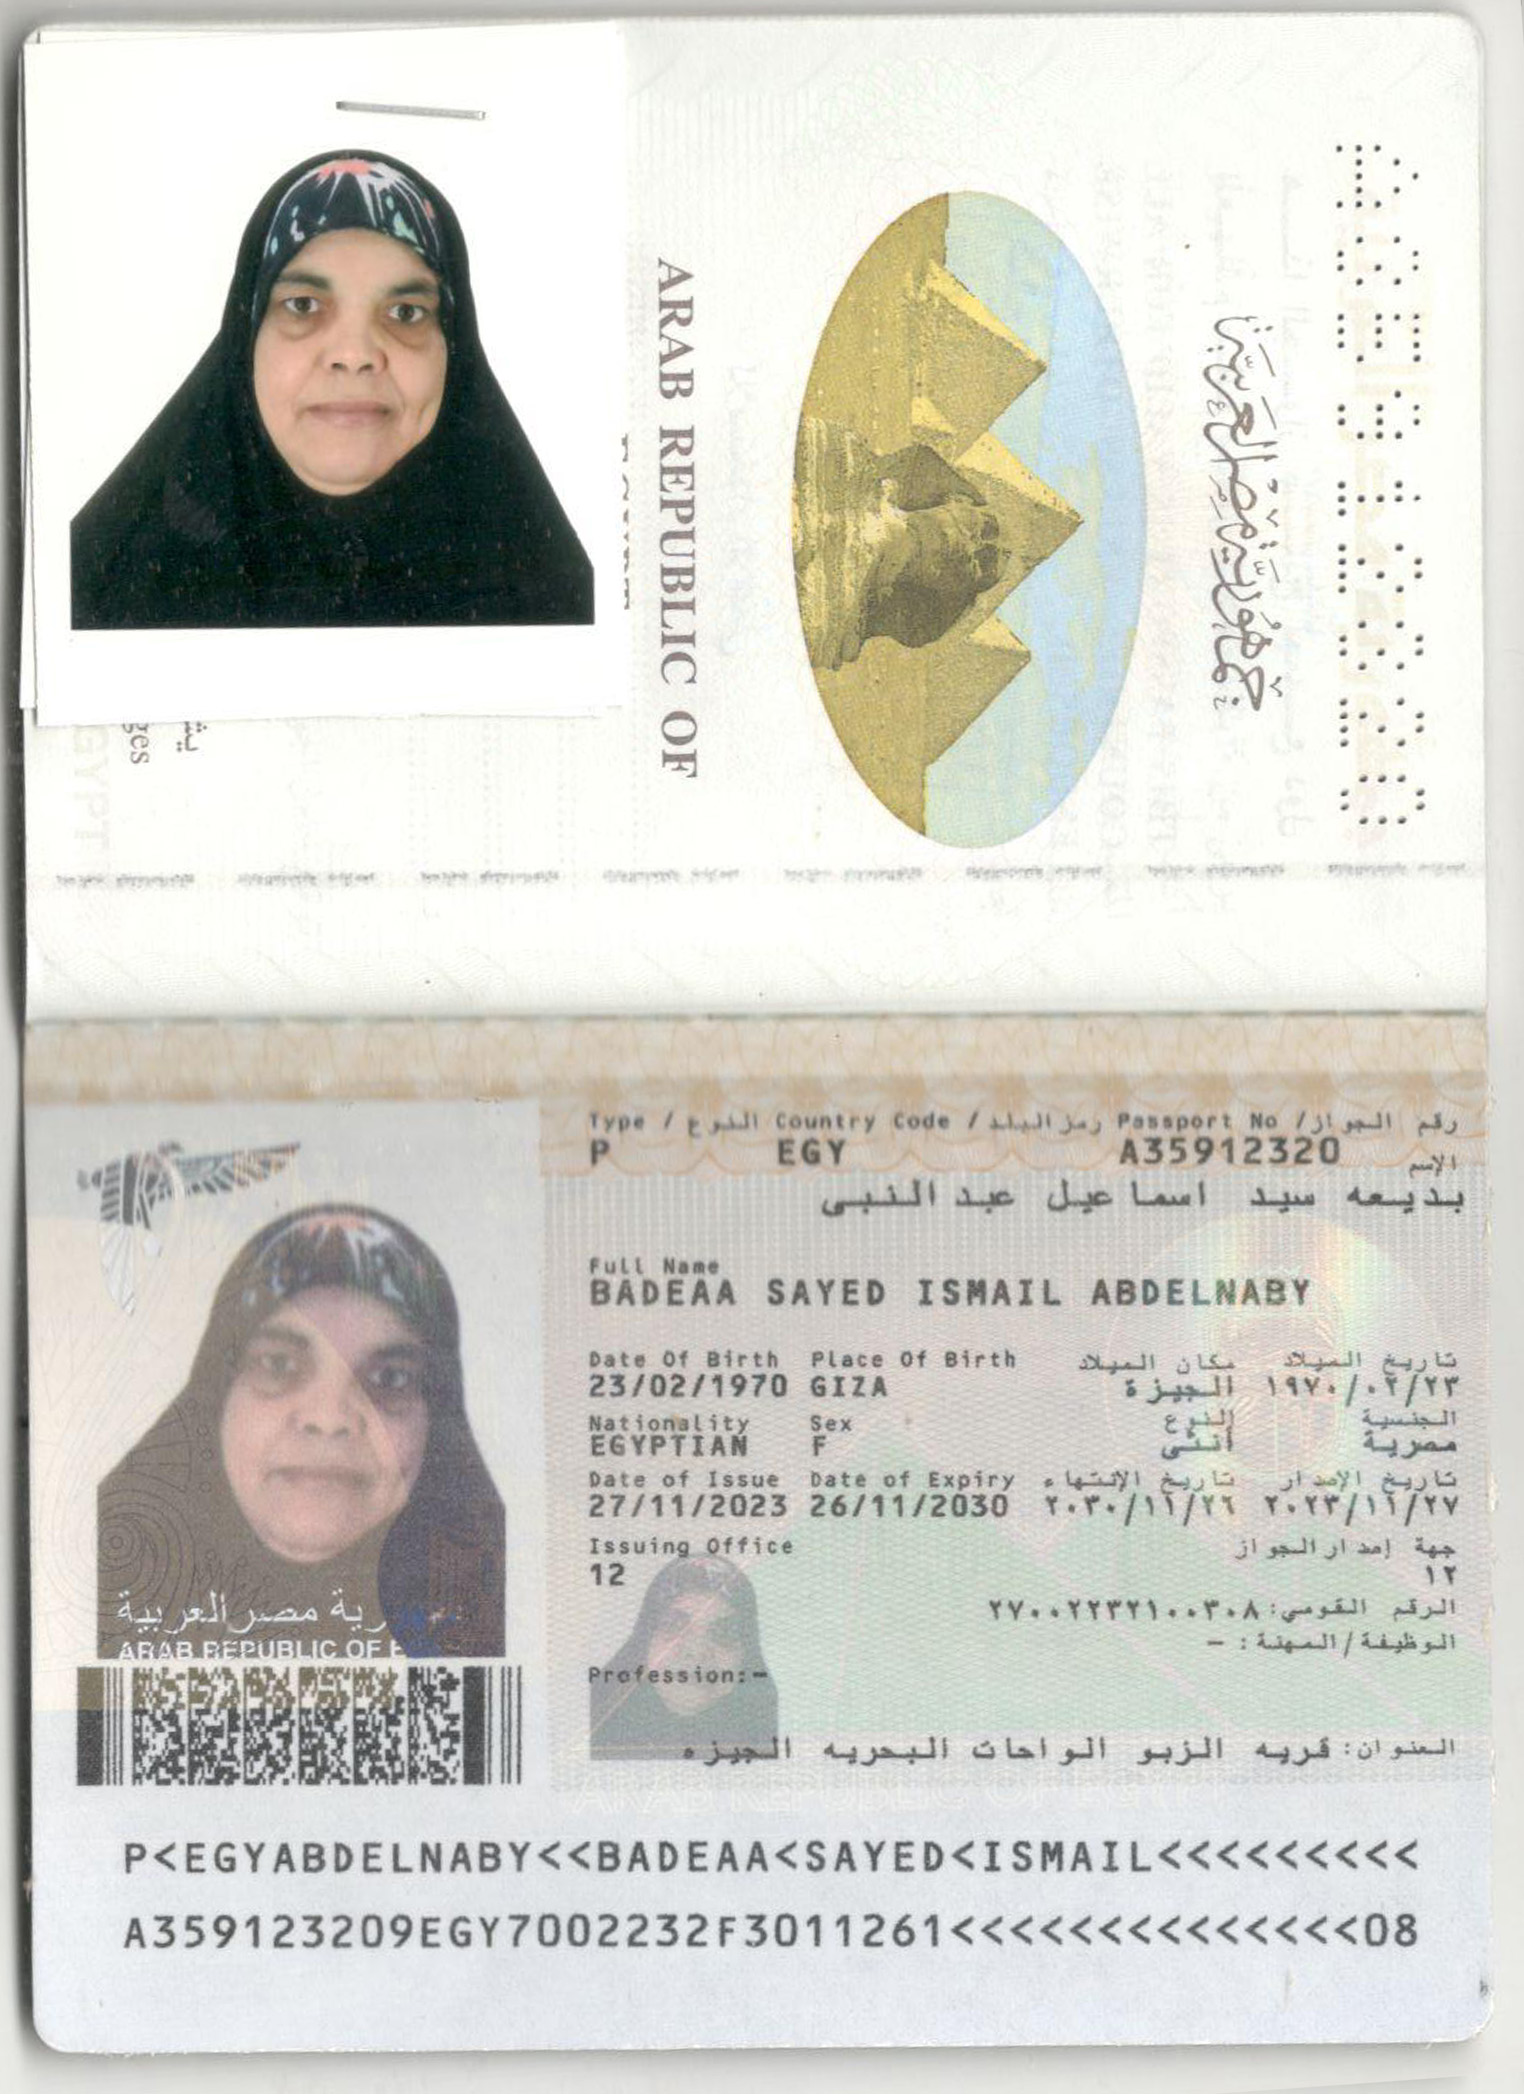 A35912320
جمهورية مصر العربية
ARAB REPUBLIC OF
ges
Type / النوع Country Code / رمز البلد Passport No / رقم الجواز
P EGY A35912320
الإسم
بديعه سيد اسماعيل عبد النبى
Full Name
BADEAA SAYED ISMAIL ABDELNABY
Date Of Birth Place Of Birth مكان الميلاد تاريخ الميلاد
23/02/1970 GIZA الجيزة ١٩٧٠/٠٢/٢٣
Nationality Sex النوع الجنسية
EGYPTIAN F أنثى مصرية
Date of Issue Date of Expiry تاريخ الإنتهاء تاريخ الإصدار
27/11/2023 26/11/2030 ٢٠٣٠/١١/٢٦ ٢٠٢٣/١١/٢٧
Issuing Office جهة إصدار الجواز
12 ١٢
الرقم القومي: ٢٧٠٠٢٢٣٢١٠٠٣٠٨
الوظيفة/المهنة: -
Profession:-
العنوان: قريه الزبو الواحات البحريه الجيزه
رية مصر العربية
ARAB REPUBLIC OF E
P<EGYABDELNABY<<BADEAA<SAYED<ISMAIL<<<<<<<<<
A359123209EGY7002232F3011261<<<<<<<<<<<<<<08